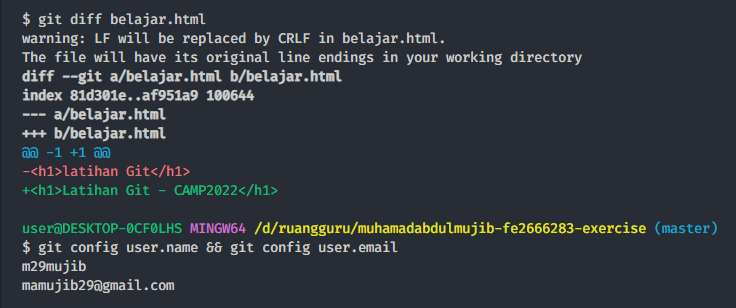 $ git diff belajar.html
warning: LF will be replaced by CRLF in belajar.html.
The file will have its original line endings in your working directory
diff --git a/belajar.html b/belajar.html
index 81d301e..af951a9 100644
--- a/belajar.html
+++ b/belajar.html
@@ -1 +1 @@
-<h1>latihan Git</h1>
+<h1>Latihan Git - CAMP2022</h1>
user@DESKTOP-0CF0LHS MINGW64 /d/ruangguru/muhamadabdulmujib-fe2666283-exercise (master)
$ git config user.name && git config user.email
m29mujib
mamujib29@gmail.com